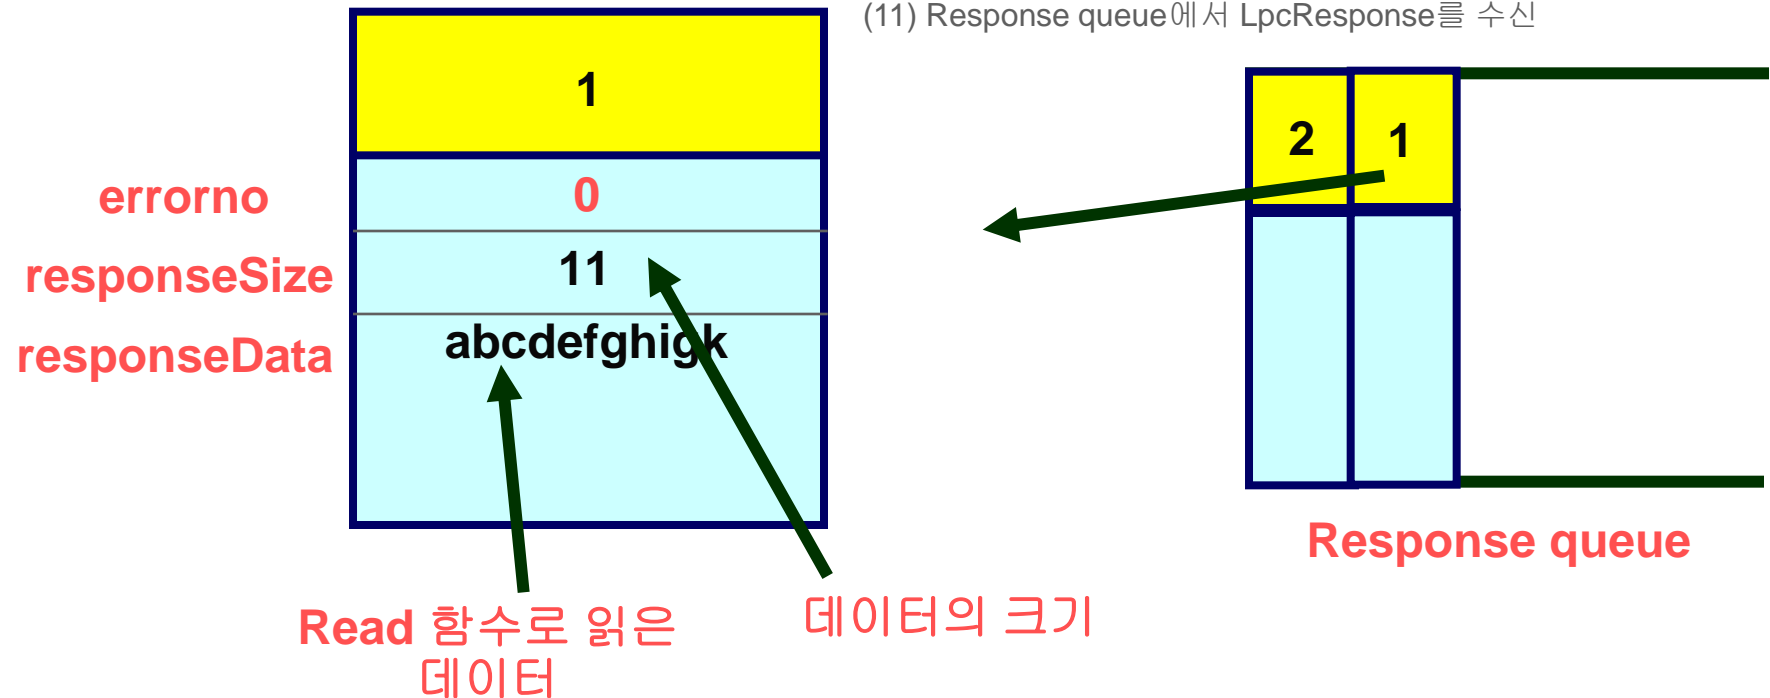 (11) Response queue에서 LpcResponse를 수신
1
errorno
0
responseSize
11
responseData
abcdefghigk
2
1
Response queue
Read 함수로 읽은
데이터
데이터의 크기